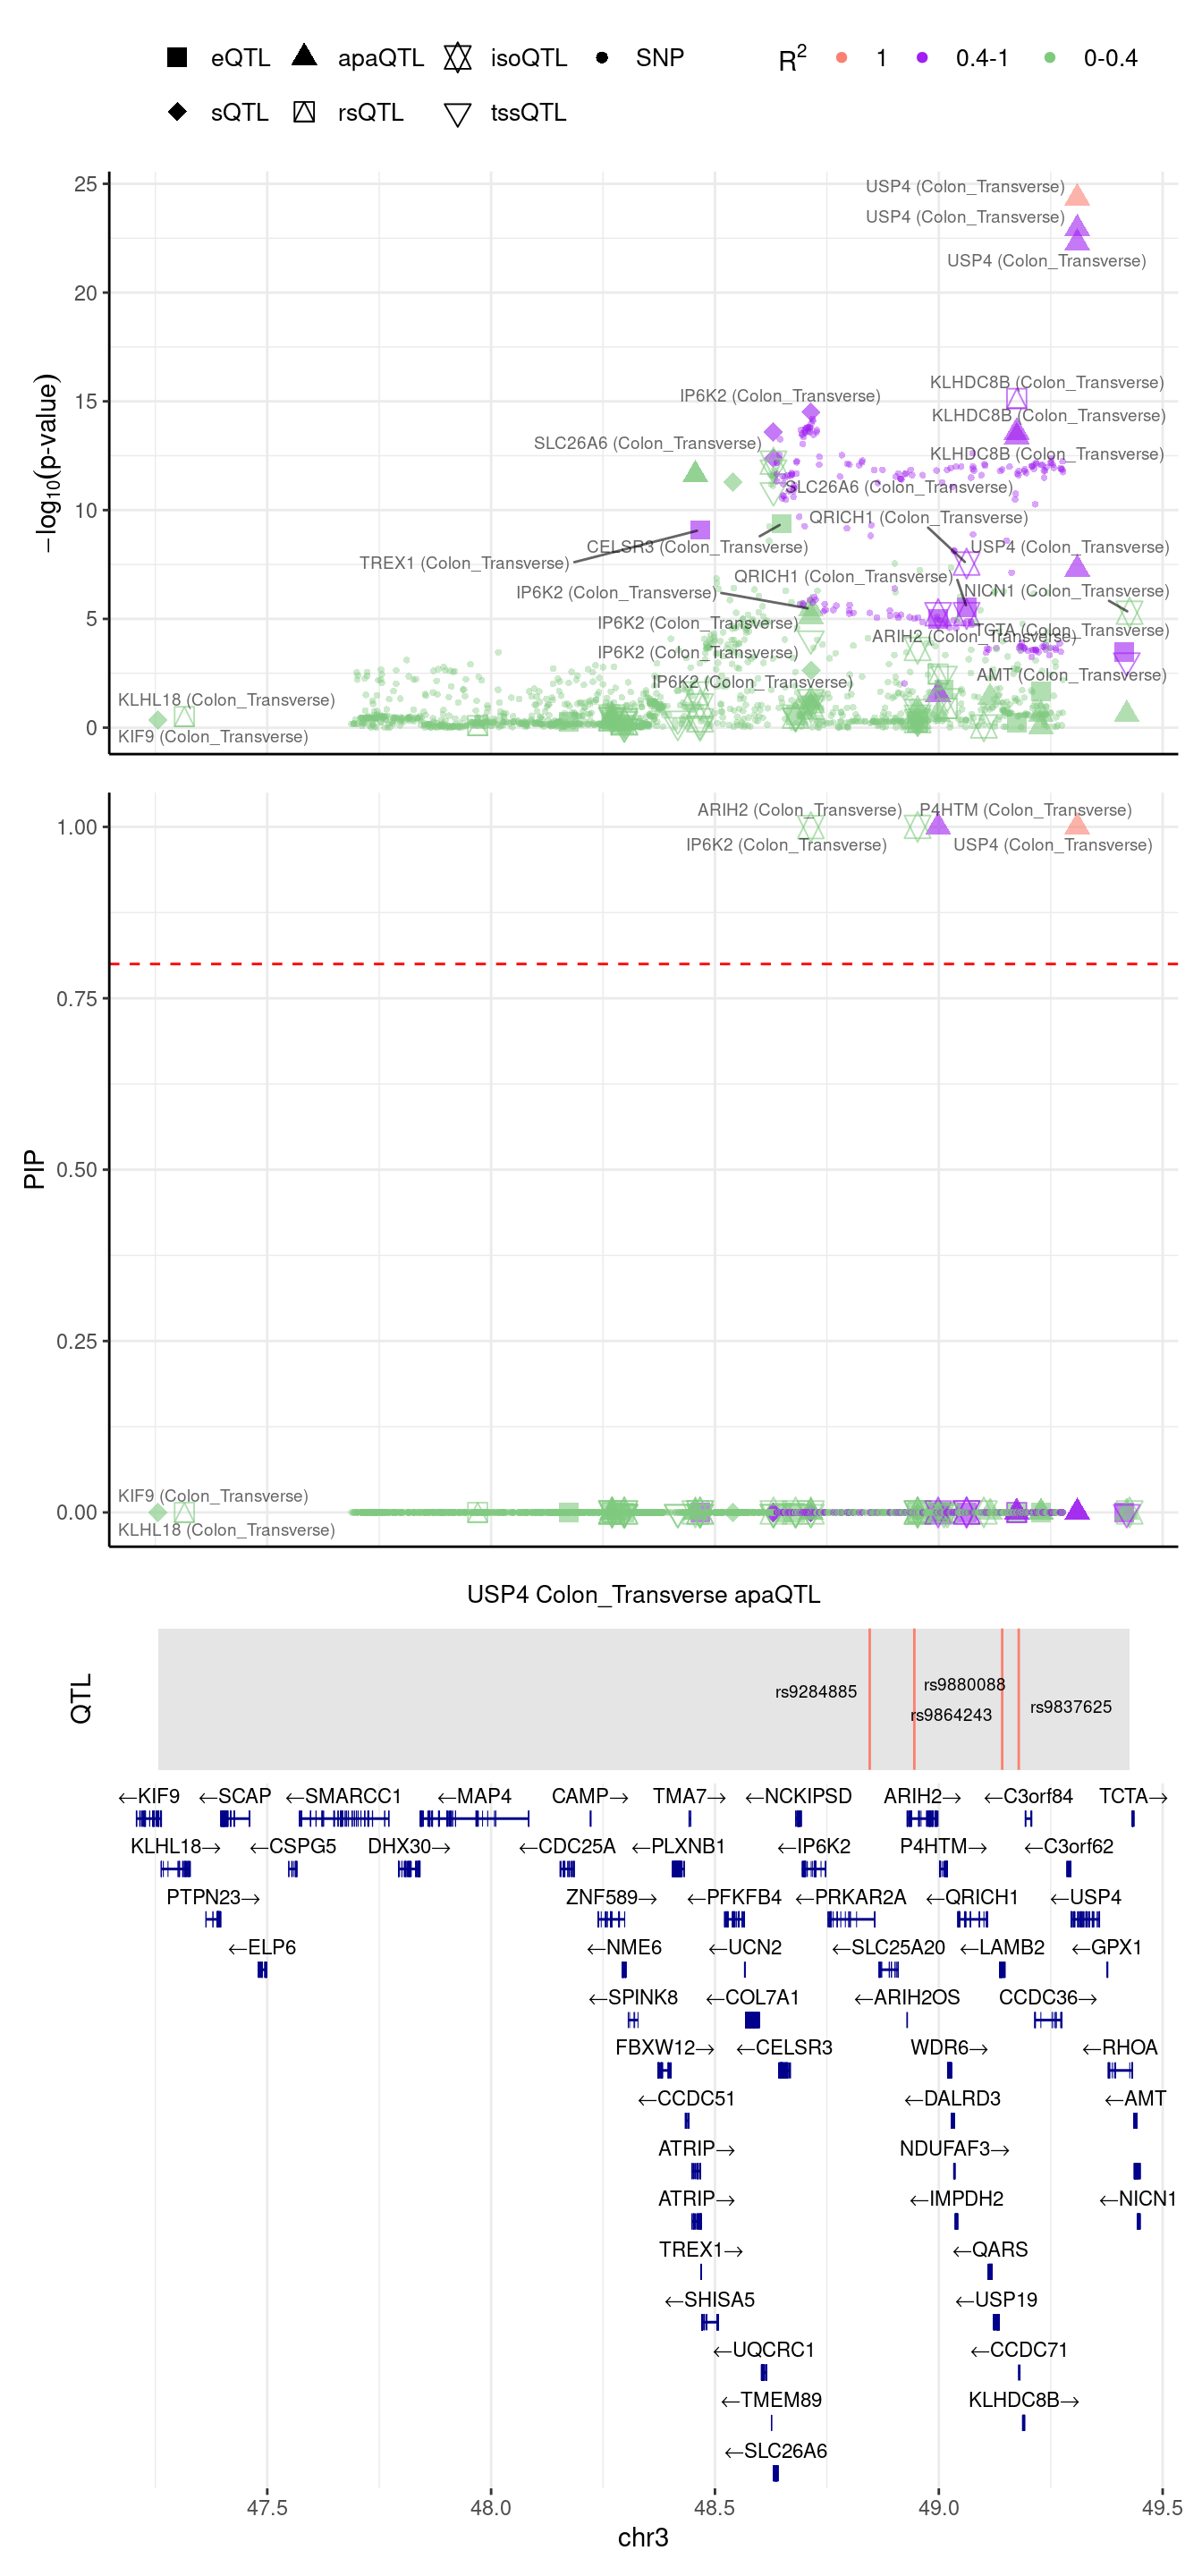 eQTL apaQTL isoQTL SNP R2 1 0.4-1 0-0.4
sQTL rsQTL tssQTL
−log10(p-value)
25
20
15
10
5
0
USP4 (Colon_Transverse)
USP4 (Colon_Transverse)
USP4 (Colon_Transverse)
KLHDC8B (Colon_Transverse)
IP6K2 (Colon_Transverse)
KLHDC8B (Colon_Transverse)
SLC26A6 (Colon_Transverse)
KLHDC8B (Colon_Transverse)
SLC26A6 (Colon_Transverse)
QRICH1 (Colon_Transverse)
CELSR3 (Colon_Transverse)
USP4 (Colon_Transverse)
TREX1 (Colon_Transverse)
QRICH1 (Colon_Transverse)
IP6K2 (Colon_Transverse)
NICN1 (Colon_Transverse)
IP6K2 (Colon_Transverse)
TCTA (Colon_Transverse)
ARIH2 (Colon_Transverse)
IP6K2 (Colon_Transverse)
AMT (Colon_Transverse)
IP6K2 (Colon_Transverse)
KLHL18 (Colon_Transverse)
KIF9 (Colon_Transverse)
PIP
1.00
0.75
0.50
0.25
0.00
ARIH2 (Colon_Transverse)
P4HTM (Colon_Transverse)
IP6K2 (Colon_Transverse)
USP4 (Colon_Transverse)
KIF9 (Colon_Transverse)
KLHL18 (Colon_Transverse)
USP4 Colon_Transverse apaQTL
QTL
rs9284885
rs9880088
rs9864243
rs9837625
←KIF9 ←SCAP ←SMARCC1 ←MAP4 CAMP→ TMA7→ ←NCKIPSD ARIH2→ ←C3orf84 TCTA→
KLHL18→ ←CSPG5 DHX30→ ←CDC25A ←PLXNB1 ←IP6K2 P4HTM→ ←C3orf62
PTPN23→ ZNF589→ ←PFKFB4 ←PRKAR2A ←QRICH1 ←USP4
←ELP6 ←NME6 ←UCN2 ←SLC25A20 ←LAMB2 ←GPX1
←SPINK8 ←COL7A1 ←ARIH2OS CCDC36→
FBXW12→ ←CELSR3 WDR6→ ←RHOA
←CCDC51 ←DALRD3 ←AMT
ATRIP→ NDUFAF3→
ATRIP→ ←IMPDH2 ←NICN1
TREX1→ ←QARS
←SHISA5 ←USP19
←UQCRC1 ←CCDC71
←TMEM89 KLHDC8B→
←SLC26A6
47.5 48.0 48.5 49.0 49.5
chr3